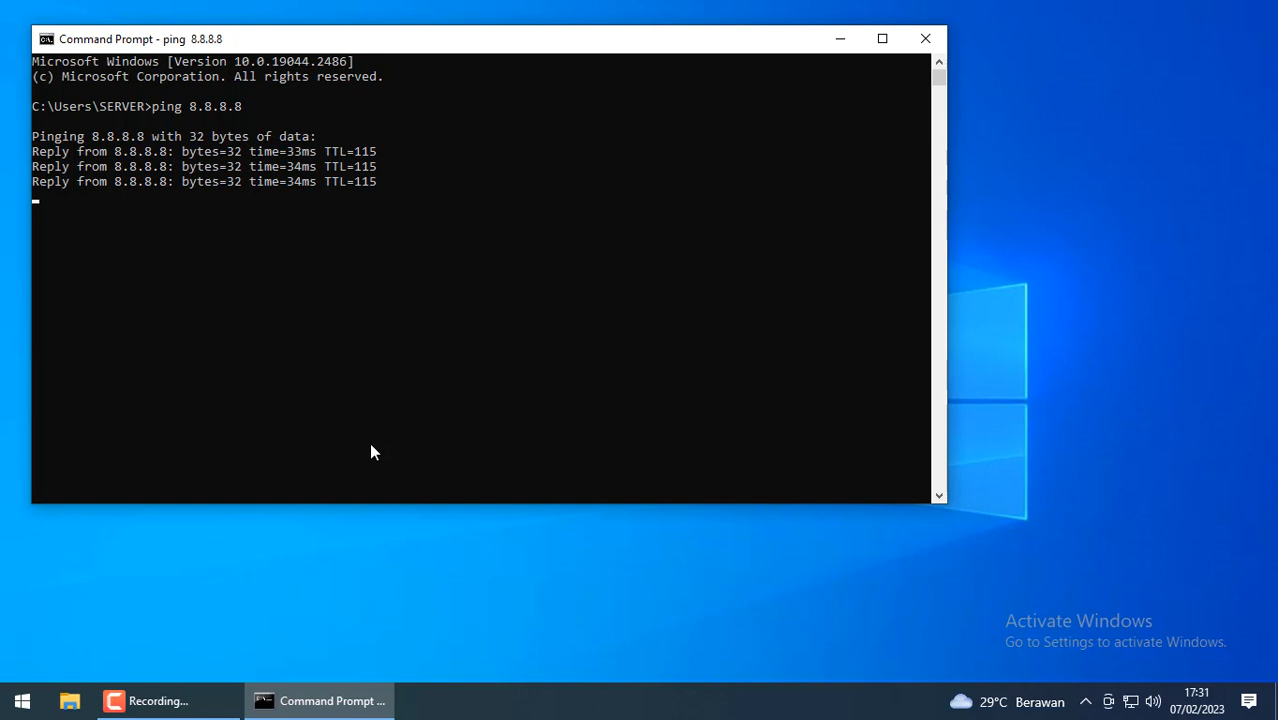 Command Prompt - ping 8.8.8.8
Microsoft Windows [Version 10.0.19044.2486]
(c) Microsoft Corporation. All rights reserved.
C:\Users\SERVER>ping 8.8.8.8
Pinging 8.8.8.8 with 32 bytes of data:
Reply from 8.8.8.8: bytes=32 time=33ms TTL=115
Reply from 8.8.8.8: bytes=32 time=34ms TTL=115
Reply from 8.8.8.8: bytes=32 time=34ms TTL=115
Activate Windows
Go to Settings to activate Windows.
Recording...
Command Prompt ...
29°C Berawan
17:31
07/02/2023